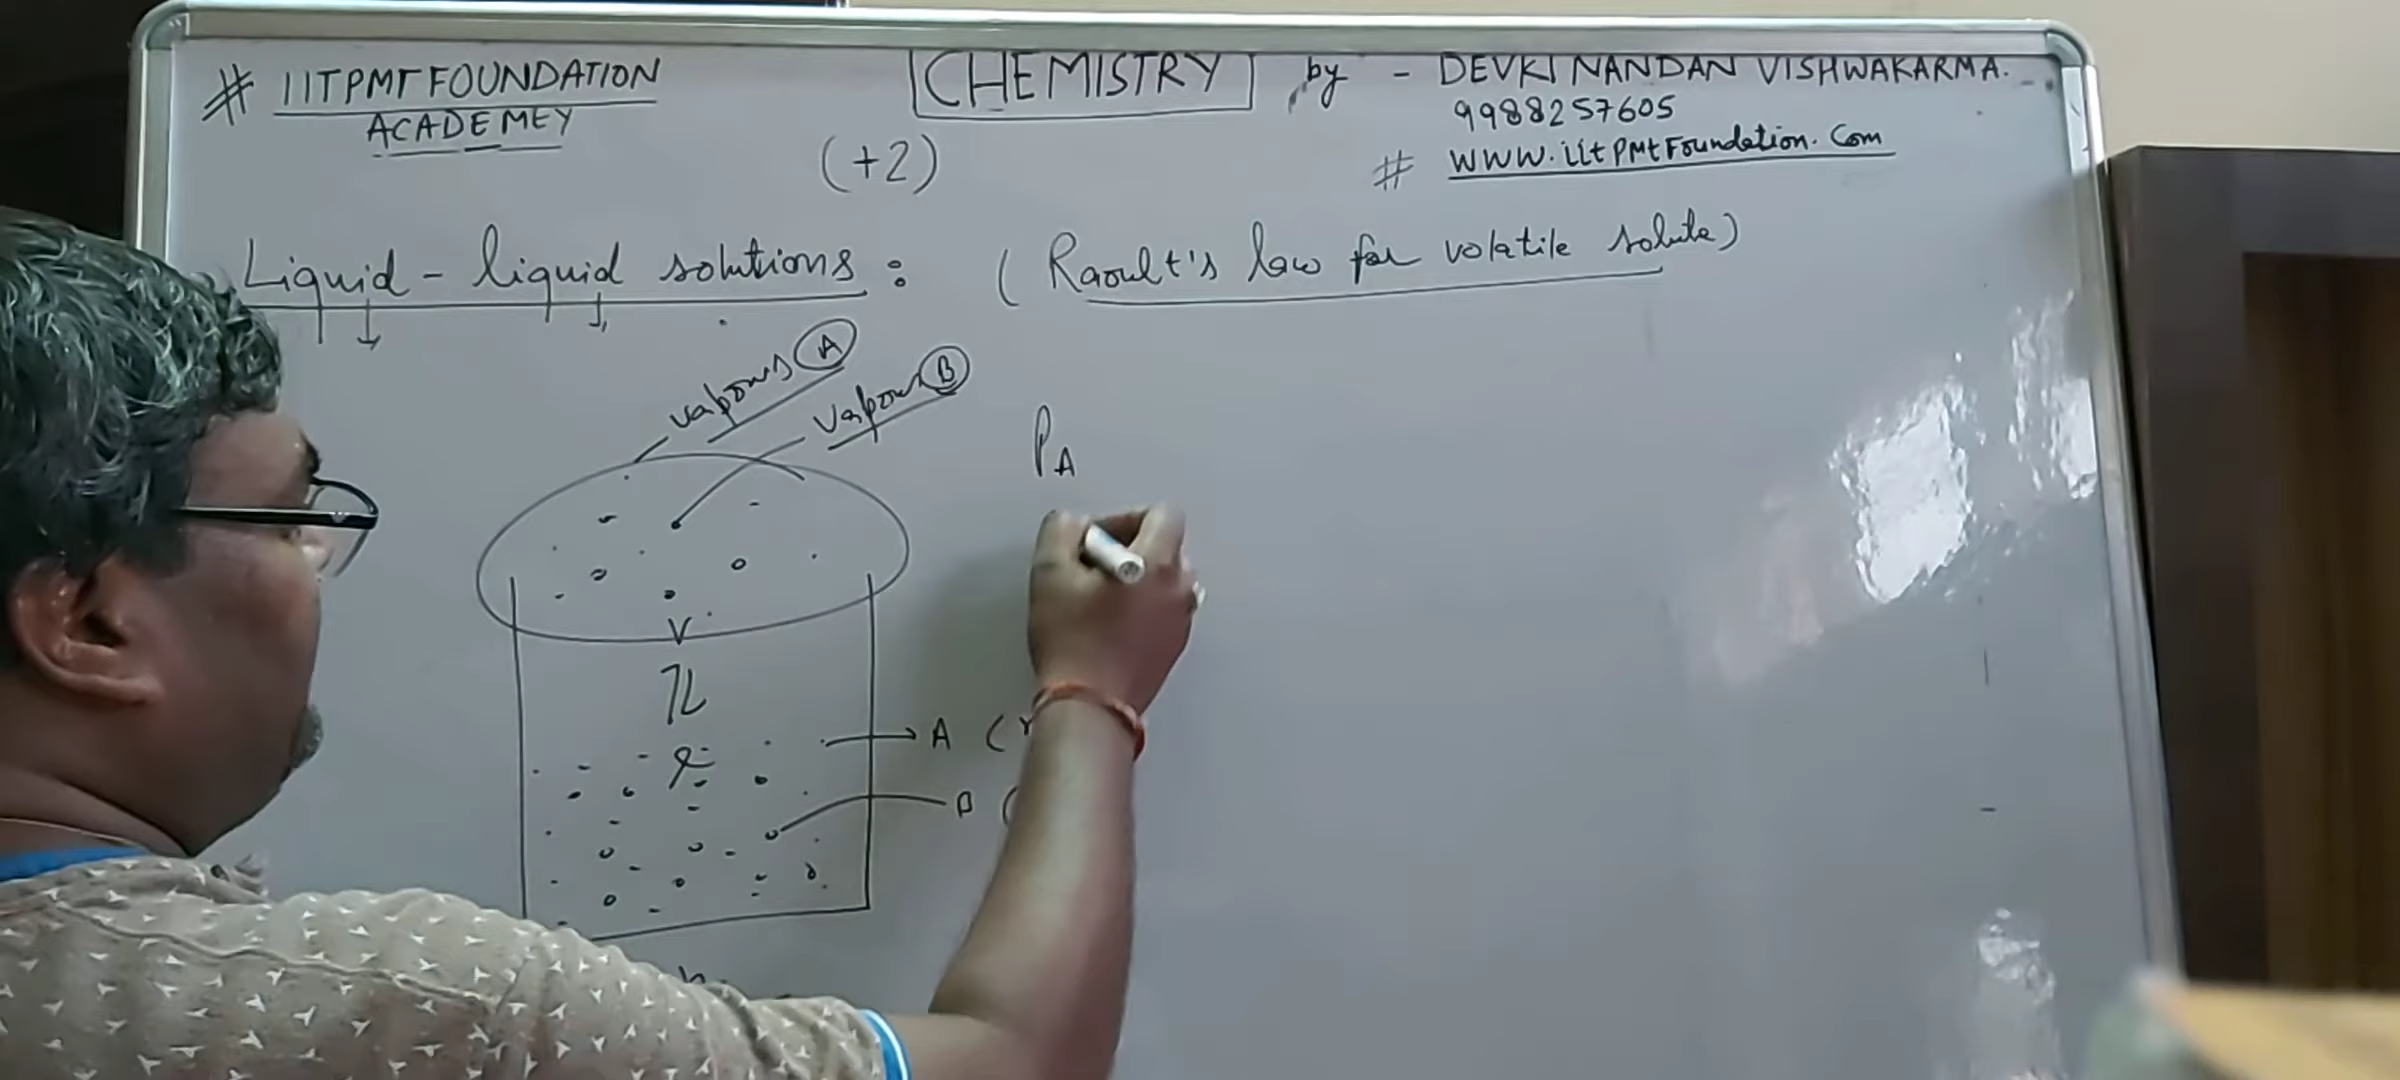 # IITPMT FOUNDATION
ACADEMEY
CHEMISTRY by - DEVKI NANDAN VISHWAKARMA.
9988257605
# WWW.iitPMtFoundation.Com
(+2)
Liquid - liquid solutions : (Raoult's law for volatile solute)
vapours A
Vapour B
PA
V
A (
B (